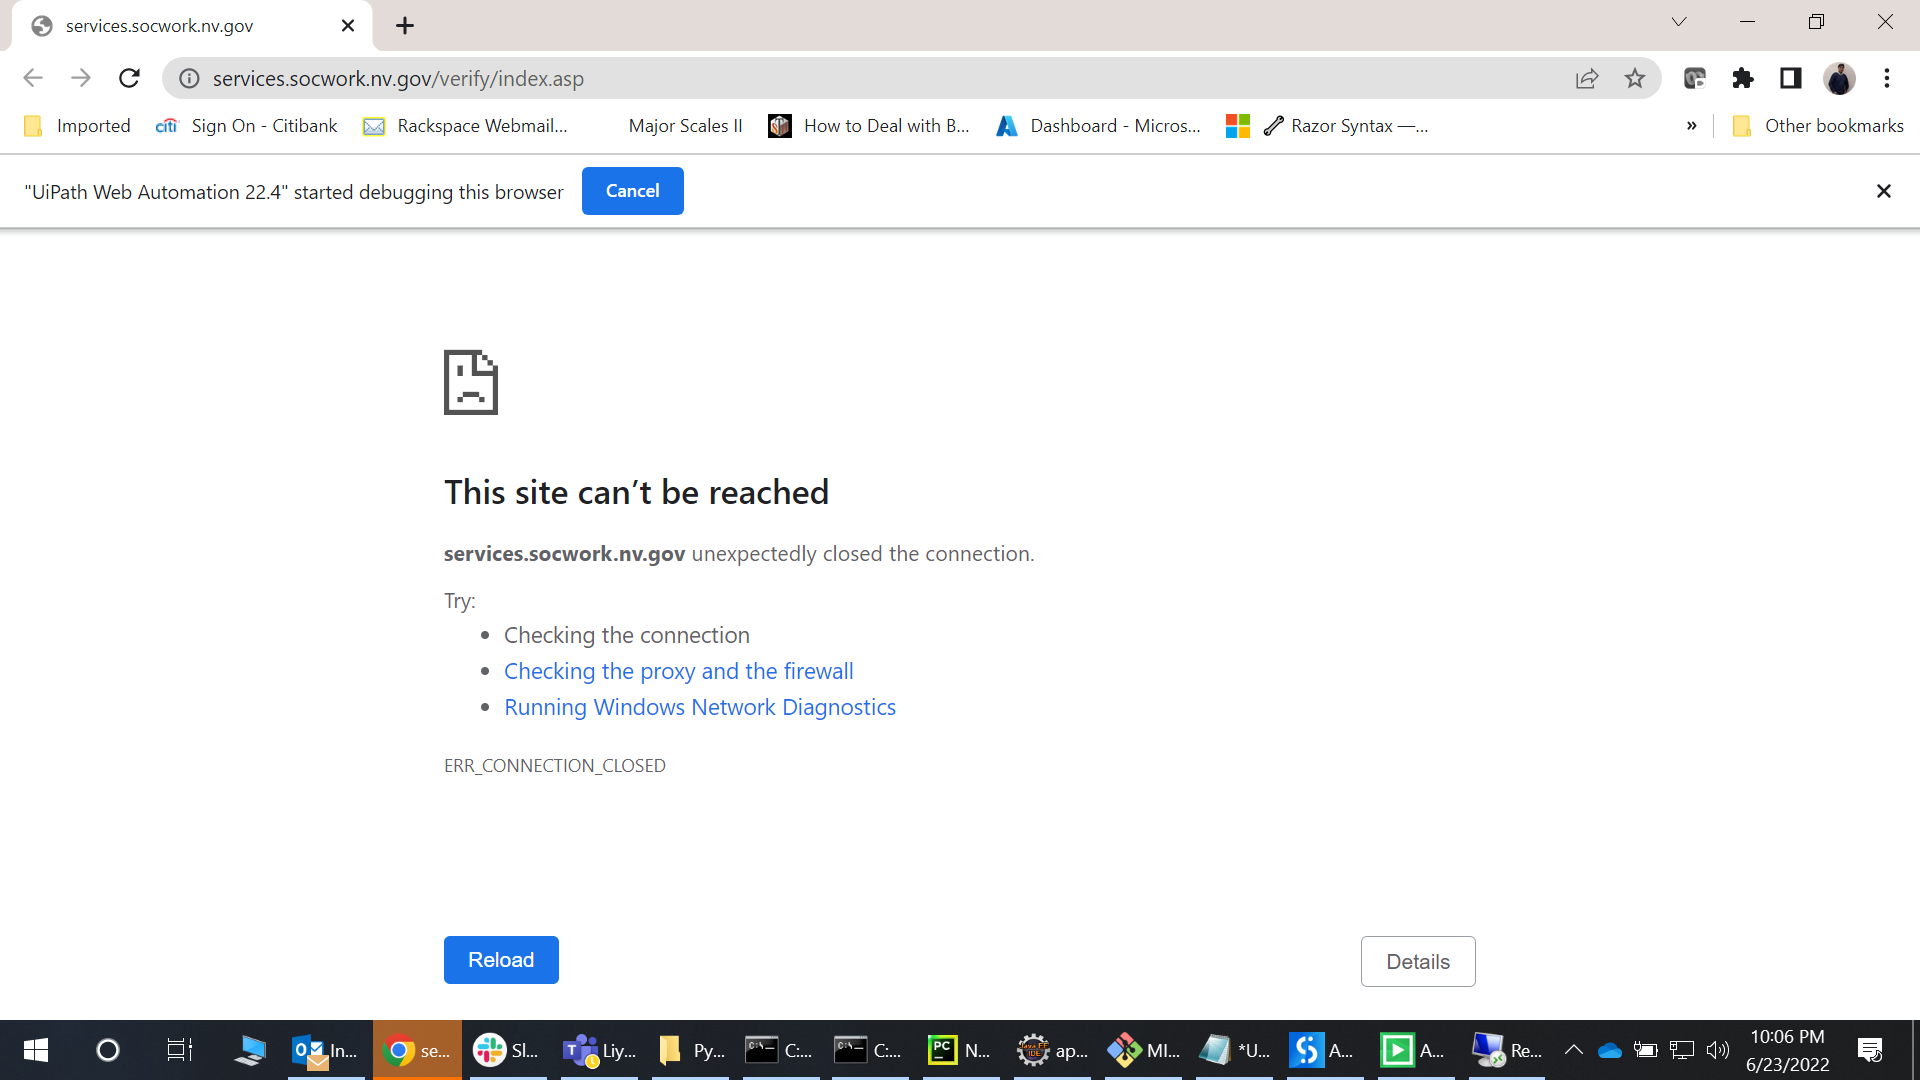 services.socwork.nv.gov
services.socwork.nv.gov/verify/index.asp
Imported
citi
Sign On - Citibank
Rackspace Webmail...
Major Scales II
How to Deal with B...
Dashboard - Micros...
Razor Syntax —...
»
Other bookmarks
"UiPath Web Automation 22.4" started debugging this browser
Cancel
This site can’t be reached
services.socwork.nv.gov unexpectedly closed the connection.
Try:
• Checking the connection
• Checking the proxy and the firewall
• Running Windows Network Diagnostics
ERR_CONNECTION_CLOSED
Reload
Details
In...
se...
Sl...
Liy...
Py...
C:...
C:...
PC
N...
ap...
MI...
*U...
A...
A...
Re...
10:06 PM
6/23/2022